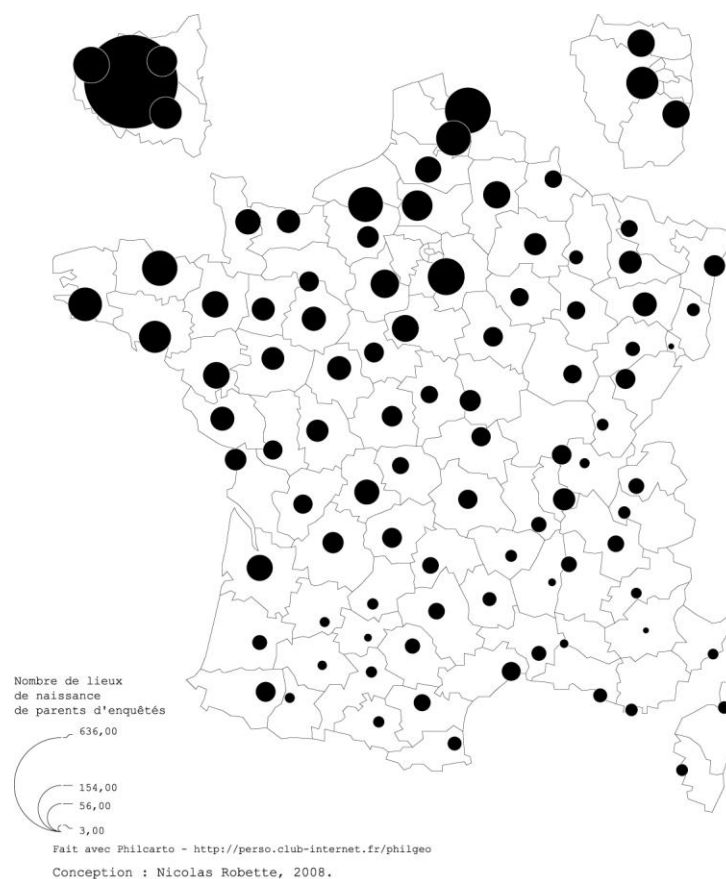 Nombre de lieux
de naissance
de parents d'enquêtés
636,00
154,00
56,00
3,00
Fait avec Philcarto - http://perso.club-internet.fr/philgeo
Conception : Nicolas Robette, 2008.